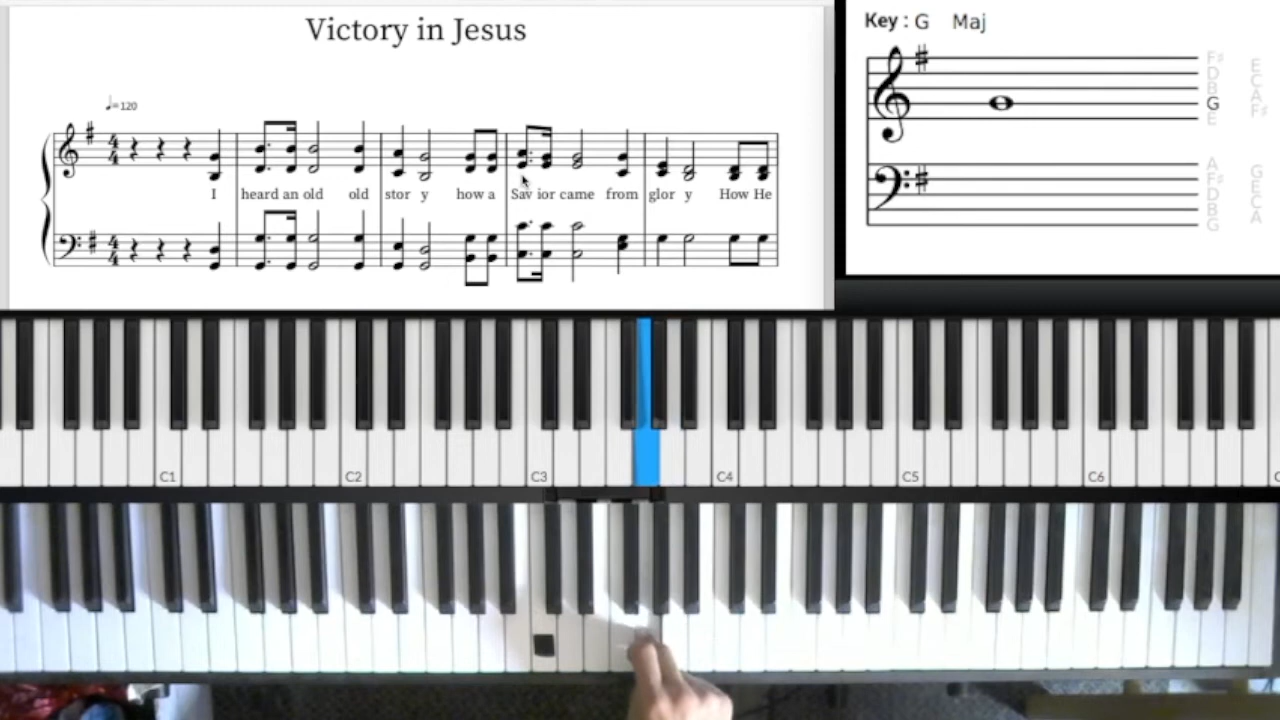 Victory in Jesus
♩=120
I heard an old old stor y how a Sav ior came from glor y How He
Key : G Maj
F♯ E
D C
B A
G F♯
E
A G
F♯ E
D C
B A
G
C1 C2 C3 C4 C5 C6